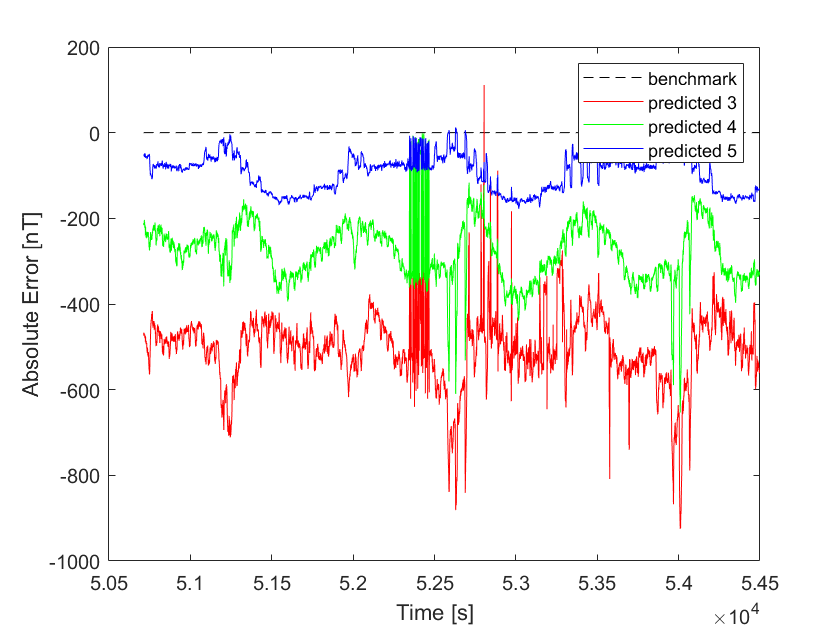 200
0
-200
-400
-600
-800
-1000
Absolute Error [nT]
benchmark
predicted 3
predicted 4
predicted 5
5.05 5.1 5.15 5.2 5.25 5.3 5.35 5.4 5.45
Time [s]
×10⁴